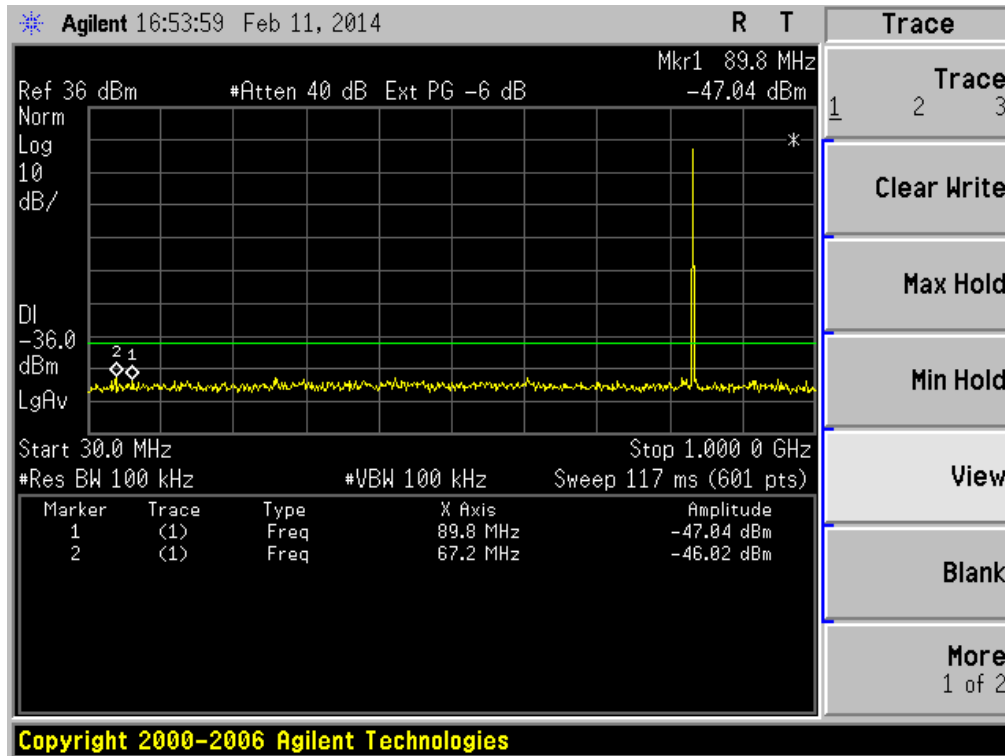 Agilent 16:53:59 Feb 11, 2014 R T
Mkr1 89.8 MHz
Ref 36 dBm #Atten 40 dB Ext PG -6 dB -47.04 dBm
Norm
Log
10
dB/
DI
-36.0
dBm
LgAv
2 1
Start 30.0 MHz Stop 1.000 0 GHz
#Res BW 100 kHz #VBW 100 kHz Sweep 117 ms (601 pts)
Marker Trace Type X Axis Amplitude
1 (1) Freq 89.8 MHz -47.04 dBm
2 (1) Freq 67.2 MHz -46.02 dBm
Copyright 2000-2006 Agilent Technologies
Trace
Trace
1 2 3
Clear Write
Max Hold
Min Hold
View
Blank
More
1 of 2